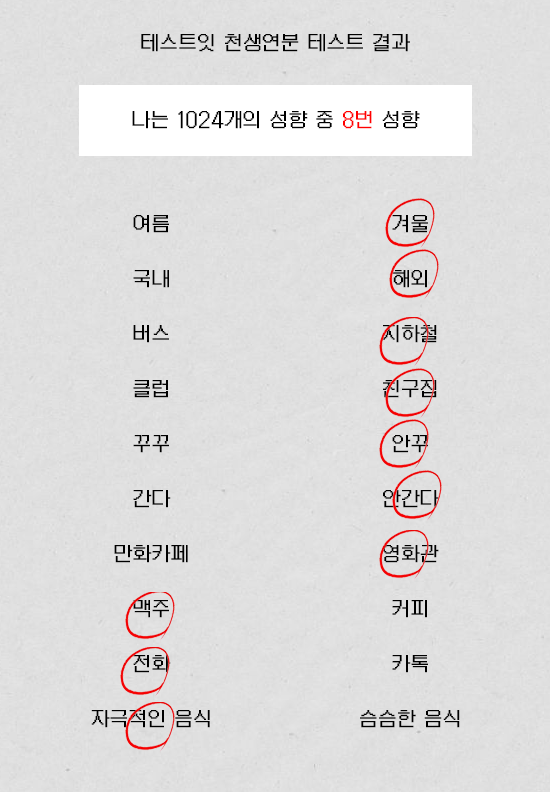 테스트잇 천생연분 테스트 결과
나는 1024개의 성향 중 8번 성향
여름 겨울
국내 해외
버스 지하철
클럽 친구집
꾸꾸 안꾸
간다 안간다
만화카페 영화관
맥주 커피
전화 카톡
자극적인 음식 슴슴한 음식